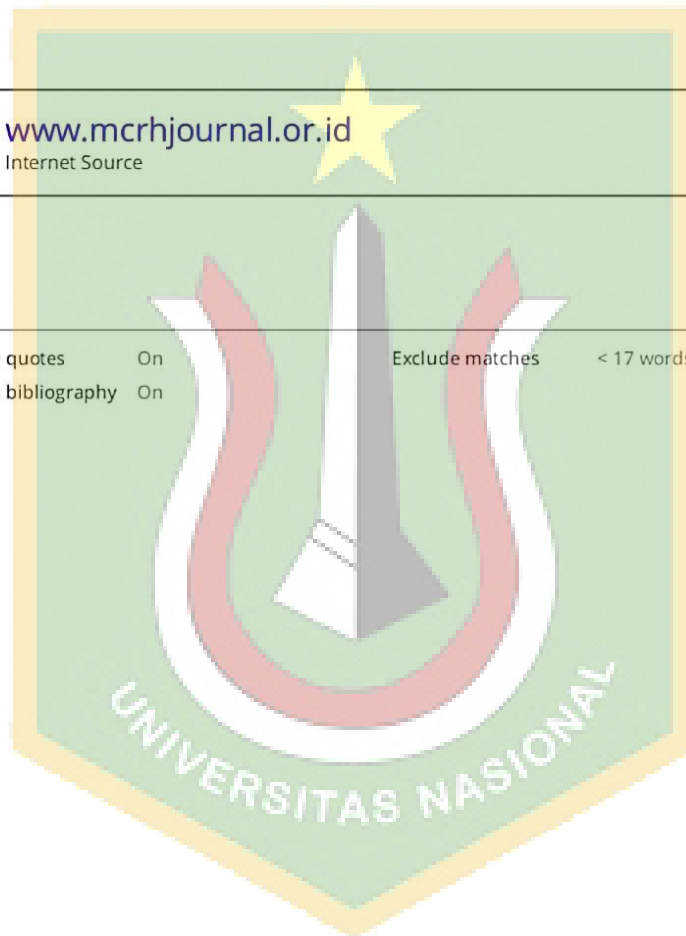 www.mcrhjournal.or.id
Internet Source
quotes On Exclude matches < 17 words
bibliography On
UNIVERSITAS NASIONAL